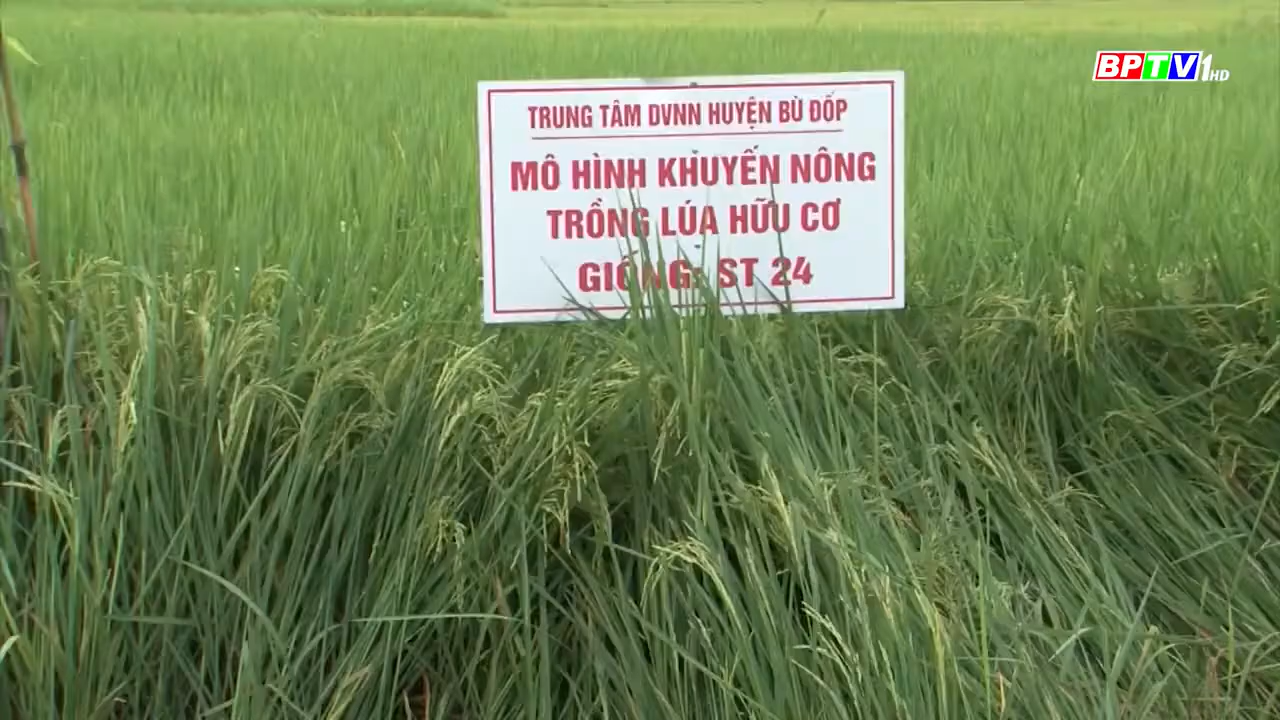 BPTV1HD
TRUNG TÂM DVNN HUYỆN BÙ ĐỐP
MÔ HÌNH KHUYẾN NÔNG
TRỒNG LÚA HỮU CƠ
GIỐNG: ST 24